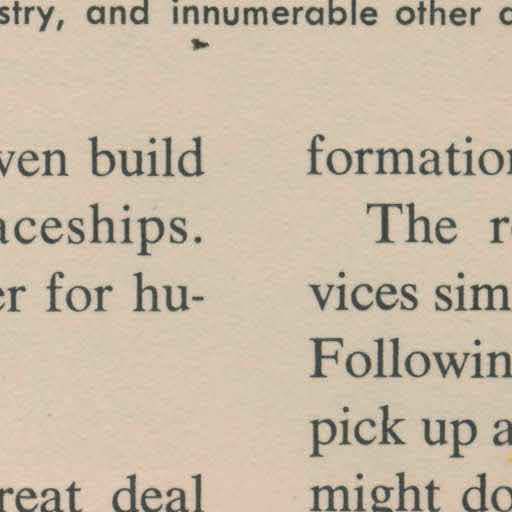 stry, and innumerable other
ven build
aceships.
er for hu-
reat deal
formation
The re
vices sim
Followin
pick up a
might do